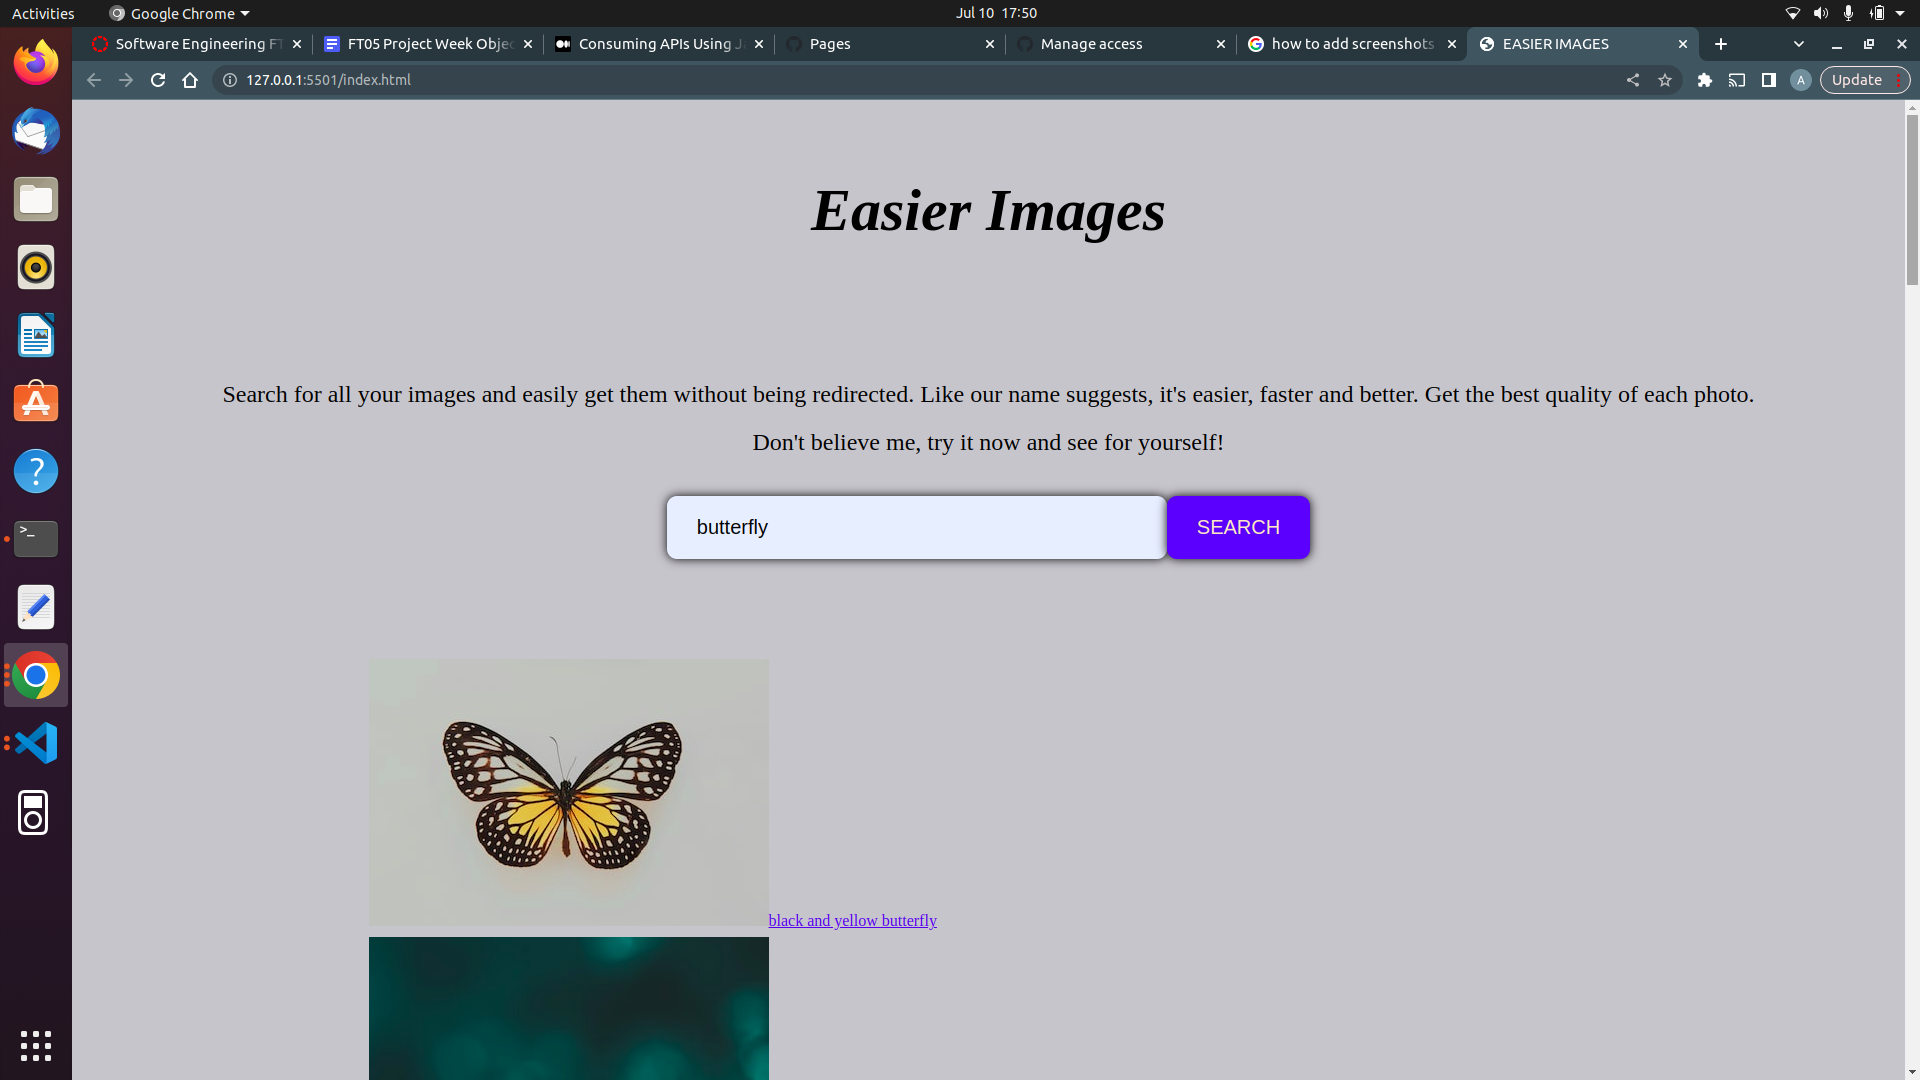 Activities
Google Chrome
Jul 10 17:50
Software Engineering FT
FT05 Project Week Objec
Consuming APIs Using Ja
Pages
Manage access
how to add screenshots
EASIER IMAGES
127.0.0.1:5501/index.html
A
Update
Easier Images
Search for all your images and easily get them without being redirected. Like our name suggests, it's easier, faster and better. Get the best quality of each photo.
Don't believe me, try it now and see for yourself!
butterfly
SEARCH
black and yellow butterfly